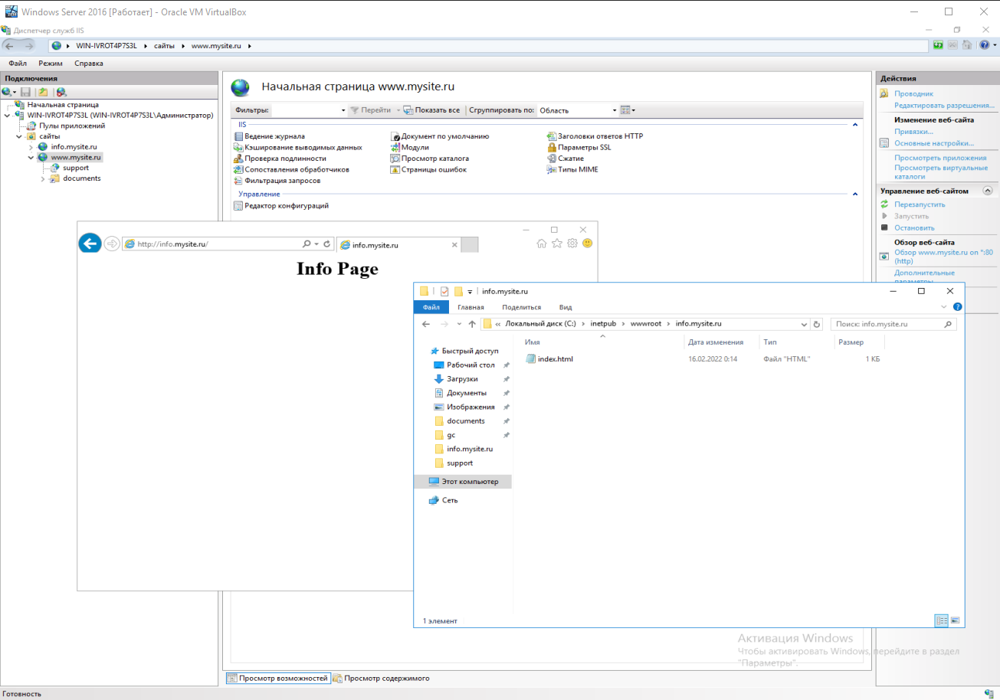 Windows Server 2016 [Работает] - Oracle VM VirtualBox
Диспетчер служб IIS
WIN-IVROT4P7S3L
сайты
www.mysite.ru
Файл Режим Справка
Подключения
Начальная страница
WIN-IVROT4P7S3L (WIN-IVROT4P7S3L\Администратор)
Пулы приложений
сайты
info.mysite.ru
www.mysite.ru
support
documents
Начальная страница www.mysite.ru
Фильтры: Перейти Показать все Сгруппировать по: Область
IIS
Ведение журнала Документ по умолчанию Заголовки ответов HTTP
Кэширование выводимых данных Модули Параметры SSL
Проверка подлинности Просмотр каталога Сжатие
Сопоставления обработчиков Страницы ошибок Типы MIME
Фильтрация запросов
Управление
Редактор конфигураций
Действия
Проводник
Редактировать разрешения...
Изменение веб-сайта
Привязки...
Основные настройки...
Просмотреть приложения
Просмотреть виртуальные
каталоги
Управление веб-сайтом
Перезапустить
Запустить
Остановить
Обзор веб-сайта
Обзор www.mysite.ru on *:80
(http)
Дополнительные
параметры...
http://info.mysite.ru/
info.mysite.ru
Info Page
info.mysite.ru
Файл Главная Поделиться Вид
« Локальный диск (C:) › inetpub › wwwroot › info.mysite.ru
Поиск: info.mysite.ru
Имя Дата изменения Тип Размер
index.html 16.02.2022 0:14 Файл "HTML" 1 КБ
Быстрый доступ
Рабочий стол
Загрузки
Документы
Изображения
documents
gc
info.mysite.ru
support
Этот компьютер
Сеть
1 элемент
Активация Windows
Чтобы активировать Windows, перейдите в раздел
"Параметры".
Просмотр возможностей Просмотр содержимого
Готовность